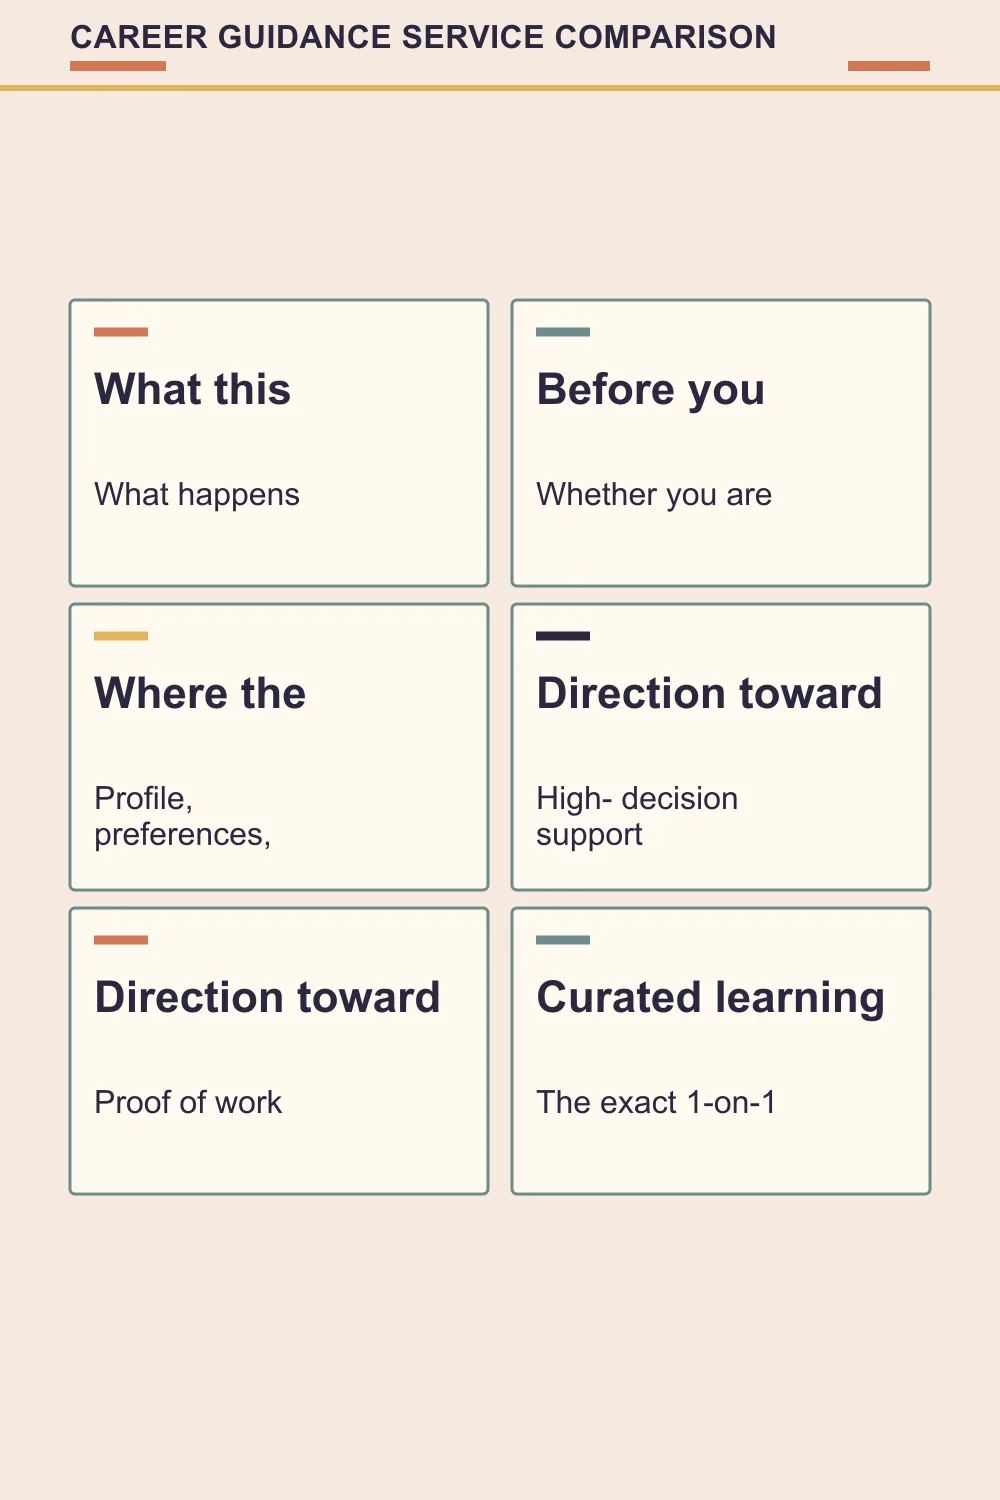 CAREER GUIDANCE SERVICE COMPARISON
What this
What happens
Before you
Whether you are
Where the
Profile,
preferences,
Direction toward
High- decision
support
Direction toward
Proof of work
Curated learning
The exact 1-on-1